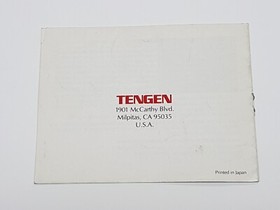 TENGEN
1901 McCarthy Blvd.
Milpitas, CA 95035
U.S.A.
Printed in Japan